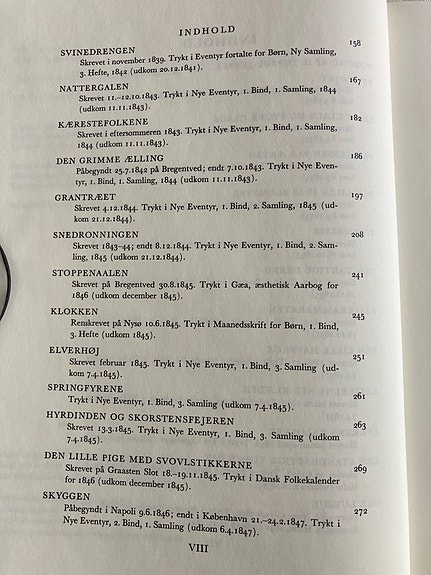 INDHOLD
SVINEDRENGEN 158
Skrevet i november 1839. Trykt i Eventyr fortalte for Børn, Ny Samling,
3. Hefte, 1842 (udkom 20.12.1841).
NATTERGALEN 167
Skrevet 11.-12.10.1843. Trykt i Nye Eventyr, 1. Bind, 1. Samling, 1844
(udkom 11.11.1843).
KÆRESTEFOLKENE 182
Skrevet i eftersommeren 1843. Trykt i Nye Eventyr, 1. Bind, 1. Samling,
1844 (udkom 11.11.1843).
DEN GRIMME ÆLLING 186
Påbegyndt 25.7.1842 på Bregentved; endt 7.10.1843. Trykt i Nye Even-
tyr, 1. Bind, 1. Samling, 1844 (udkom 11.11.1843).
GRANTRÆET 197
Skrevet 4.12.1844. Trykt i Nye Eventyr, 1. Bind, 2. Samling, 1845 (ud-
kom 21.12.1844).
SNEDRONNINGEN 208
Skrevet 1843-44; endt 8.12.1844. Trykt i Nye Eventyr, 1. Bind, 2. Sam-
ling, 1845 (udkom 21.12.1844).
STOPPENAALEN 241
Skrevet på Bregentved 30.8.1845. Trykt i Gæa, æsthetisk Aarbog for
1846 (udkom december 1845).
KLOKKEN 245
Renskrevet på Nysø 10.6.1845. Trykt i Maanedsskrift for Børn, 1. Bind,
3. Hefte (udkom 1845).
ELVERHØJ 251
Skrevet februar 1845. Trykt i Nye Eventyr, 1. Bind, 3. Samling (ud-
kom 7.4.1845).
SPRINGFYRENE 261
Trykt i Nye Eventyr, 1. Bind, 3. Samling (udkom 7.4.1845).
HYRDINDEN OG SKORSTENSFEJEREN 263
Skrevet 13.3.1845. Trykt i Nye Eventyr, 1. Bind, 3. Samling (udkom
7.4.1845).
DEN LILLE PIGE MED SVOVLSTIKKERNE 269
Skrevet på Graasten Slot 18.-19.11.1845. Trykt i Dansk Folkekalender
for 1846 (udkom december 1845).
SKYGGEN 272
Påbegyndt i Napoli 9.6.1846; endt i København 21.-24.2.1847. Trykt i
Nye Eventyr, 2. Bind, 1. Samling (udkom 6.4.1847).
VIII